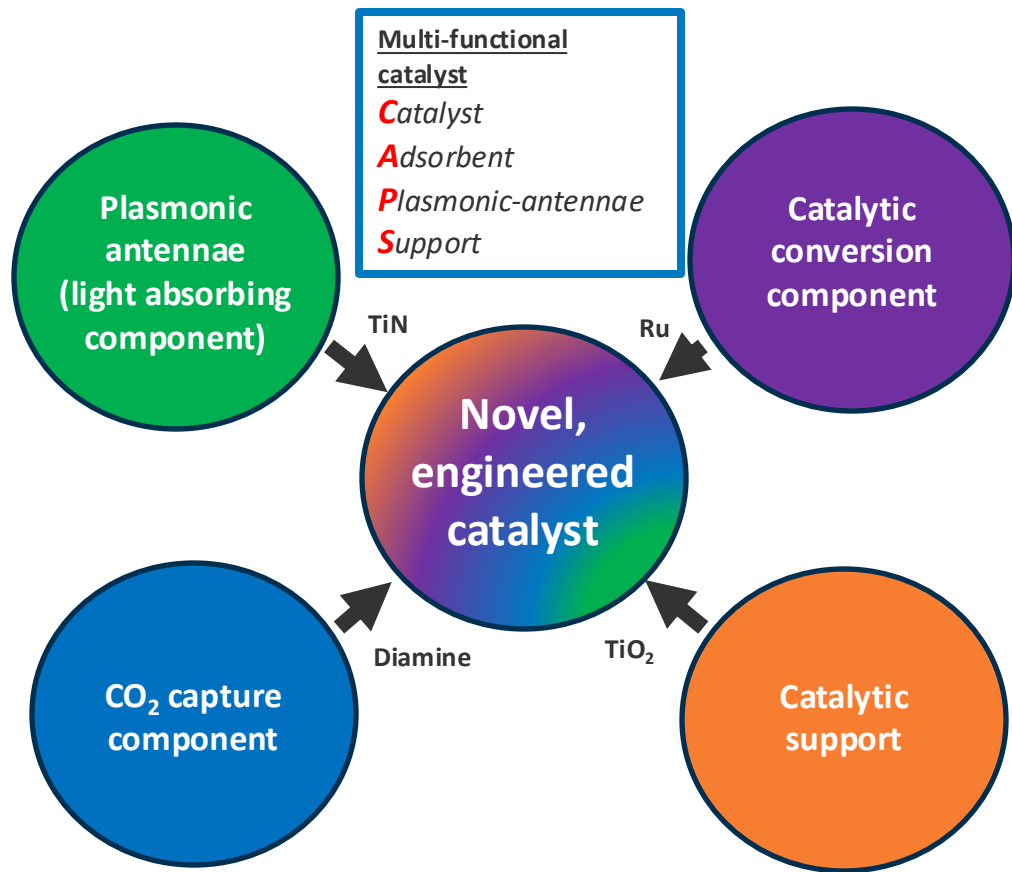 Multi-functional
catalyst
Catalyst
Adsorbent
Plasmonic-antennae
Support
Plasmonic
antennae
(light absorbing
component)
Catalytic
conversion
component
TiN
Ru
Novel,
engineered
catalyst
Diamine
TiO₂
CO₂ capture
component
Catalytic
support